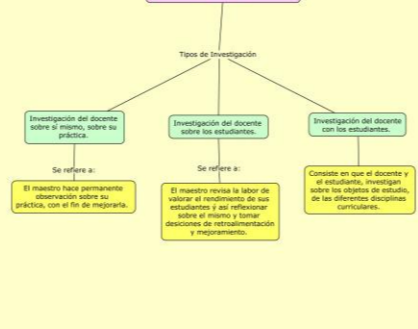 Tipos de Investigación
Investigación del docente
sobre sí mismo, sobre su
práctica.
Investigación del docente
sobre los estudiantes.
Investigación del docente
con los estudiantes.
Se refiere a:
Se refiere a:
El maestro hace permanente
observación sobre su
práctica, con el fin de mejorarla.
El maestro revisa la labor de
valorar el rendimiento de sus
estudiantes ý así reflexionar
sobre el mismo y tomar
desiciones de retroalimentación
y mejoramiento.
Consiste en que el docente y
el estudiante, investigan
sobre los objetos de estudio,
de las diferentes disciplinas
curriculares.